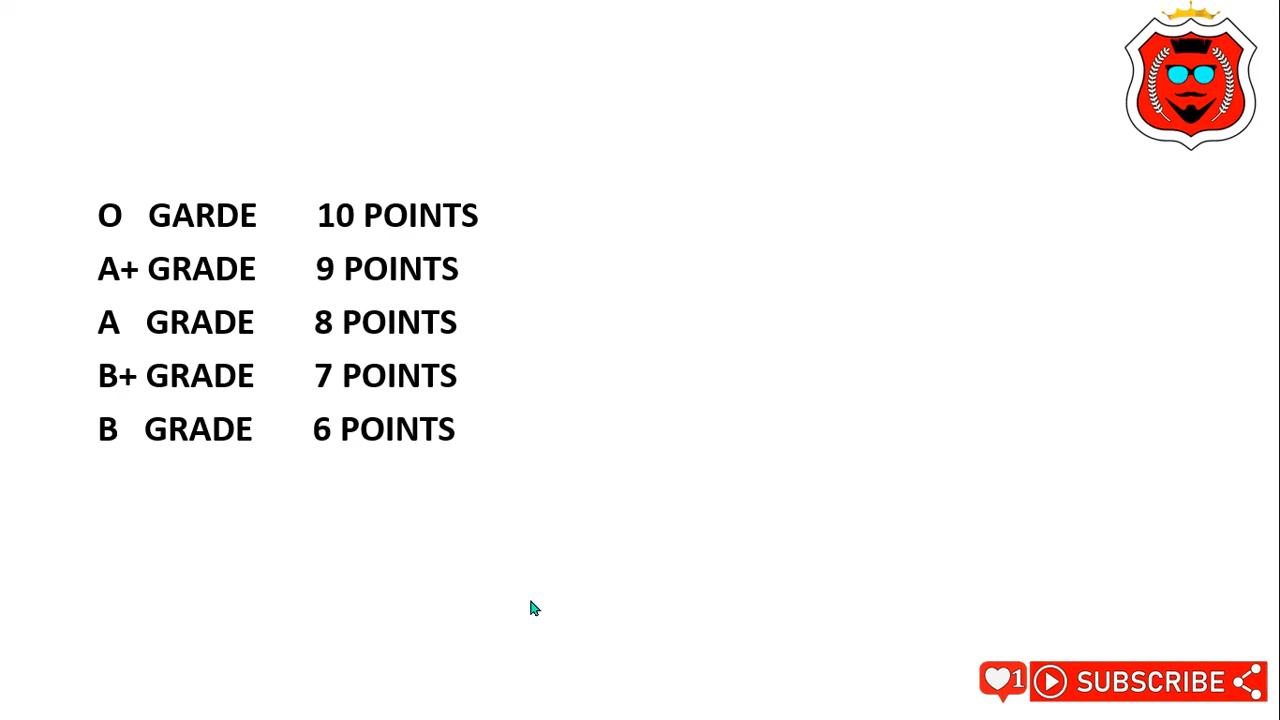 O GARDE 10 POINTS
A+ GRADE 9 POINTS
A GRADE 8 POINTS
B+ GRADE 7 POINTS
B GRADE 6 POINTS
1 SUBSCRIBE